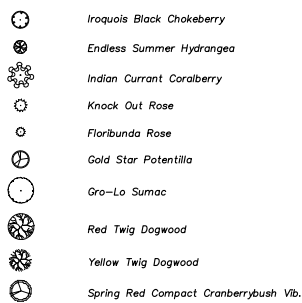 Iroquois Black Chokeberry
Endless Summer Hydrangea
Indian Currant Coralberry
Knock Out Rose
Floribunda Rose
Gold Star Potentilla
Gro-Lo Sumac
Red Twig Dogwood
Yellow Twig Dogwood
Spring Red Compact Cranberrybush Vib.